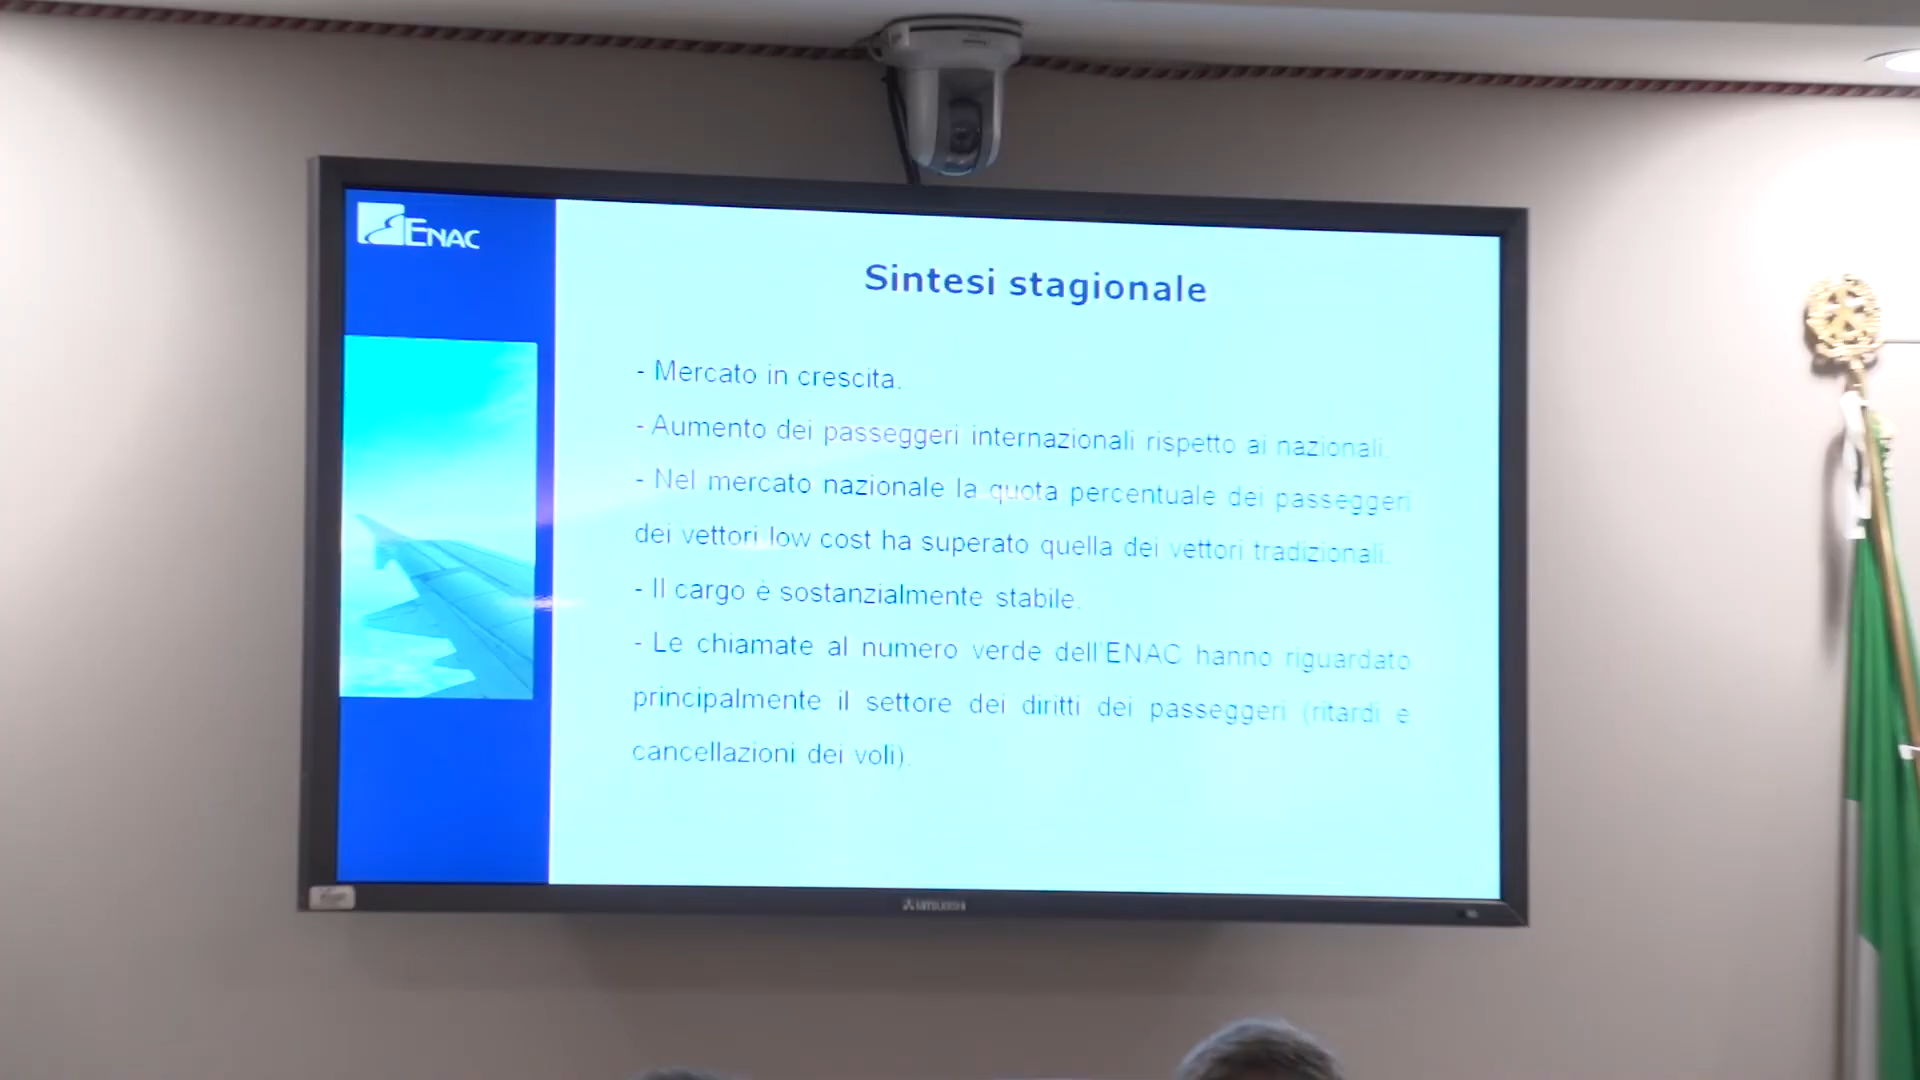 ENAC
Sintesi stagionale
- Mercato in crescita.
- Aumento dei passeggeri internazionali rispetto ai nazionali.
- Nel mercato nazionale la quota percentuale dei passeggeri
dei vettori low cost ha superato quella dei vettori tradizionali.
- Il cargo è sostanzialmente stabile.
- Le chiamate al numero verde dell'ENAC hanno riguardato
principalmente il settore dei diritti dei passeggeri (ritardi e
cancellazioni dei voli).
MITSUBISHI